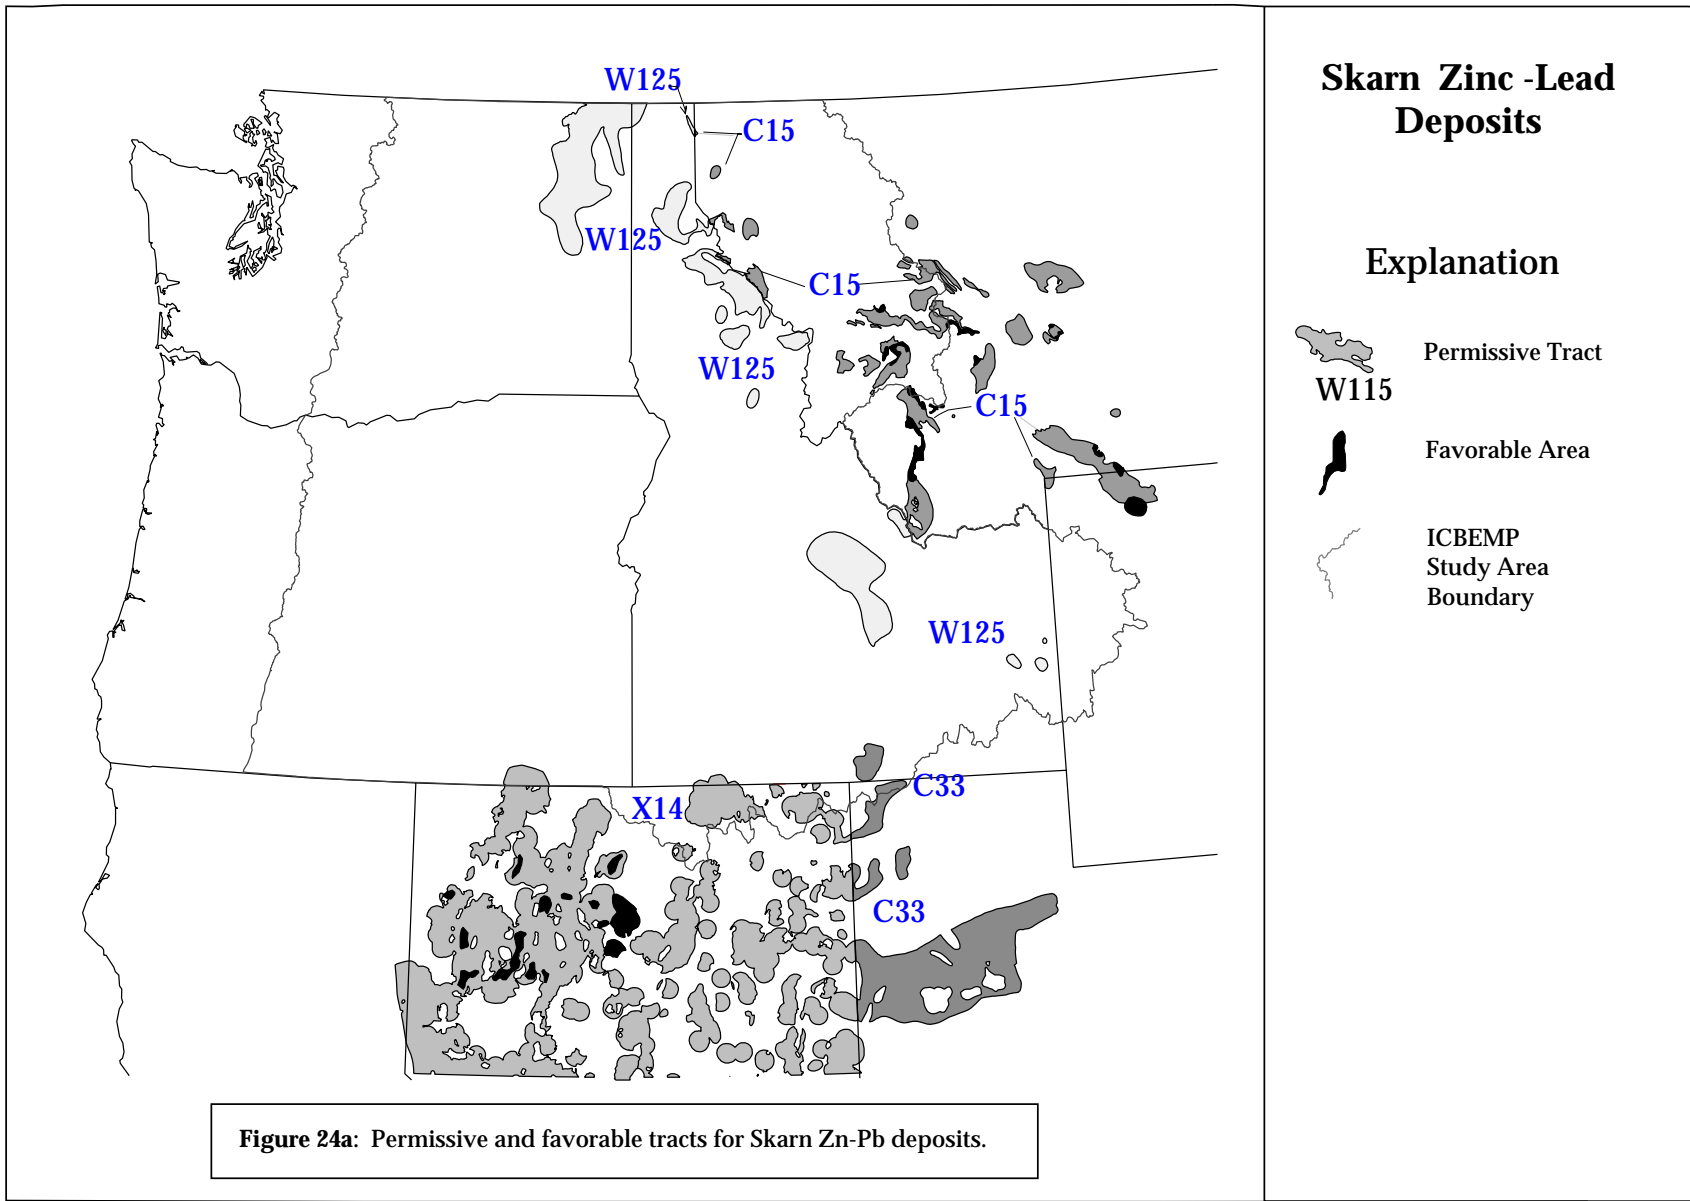 W125
C15
W125
C15
W125
C15
W125
C33
X14
C33
Skarn Zinc -Lead
Deposits
Explanation
Permissive Tract
W115
Favorable Area
ICBEMP
Study Area
Boundary
Figure 24a: Permissive and favorable tracts for Skarn Zn-Pb deposits.